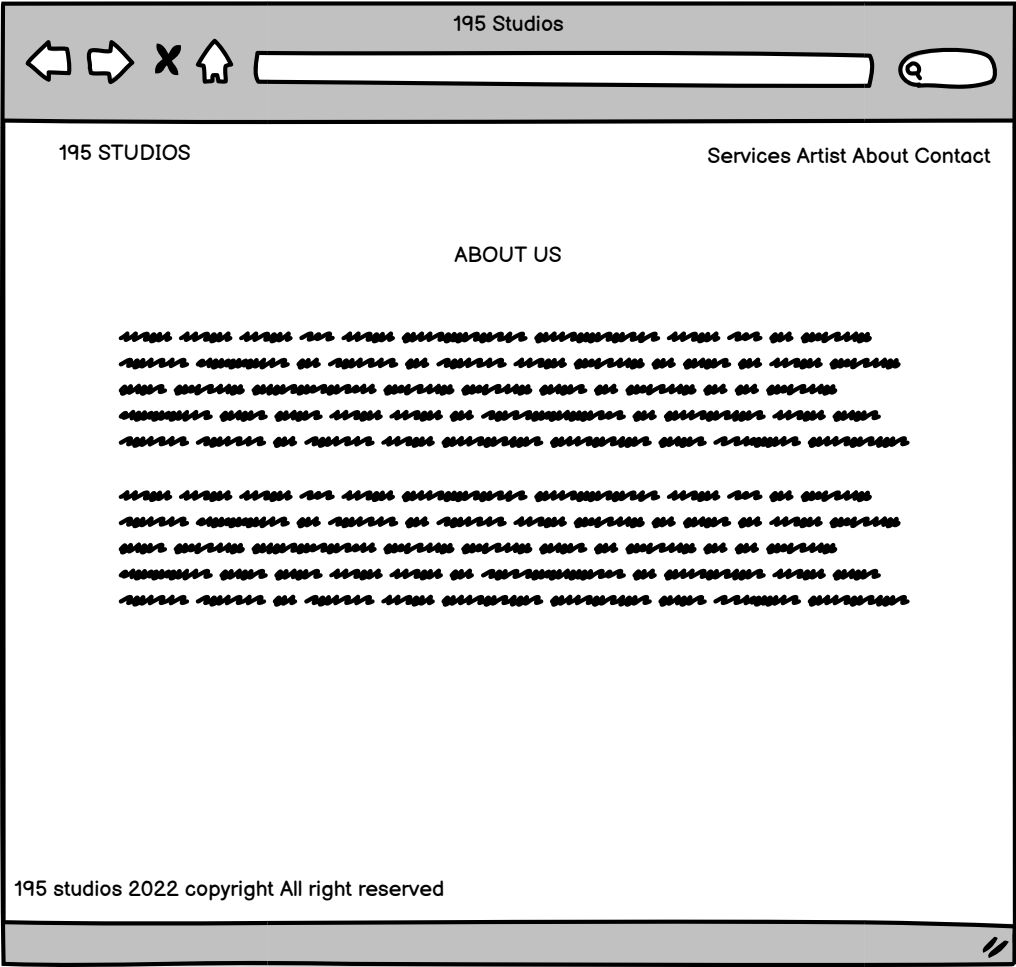 195 Studios
195 STUDIOS
Services Artist About Contact
ABOUT US
195 studios 2022 copyright All right reserved